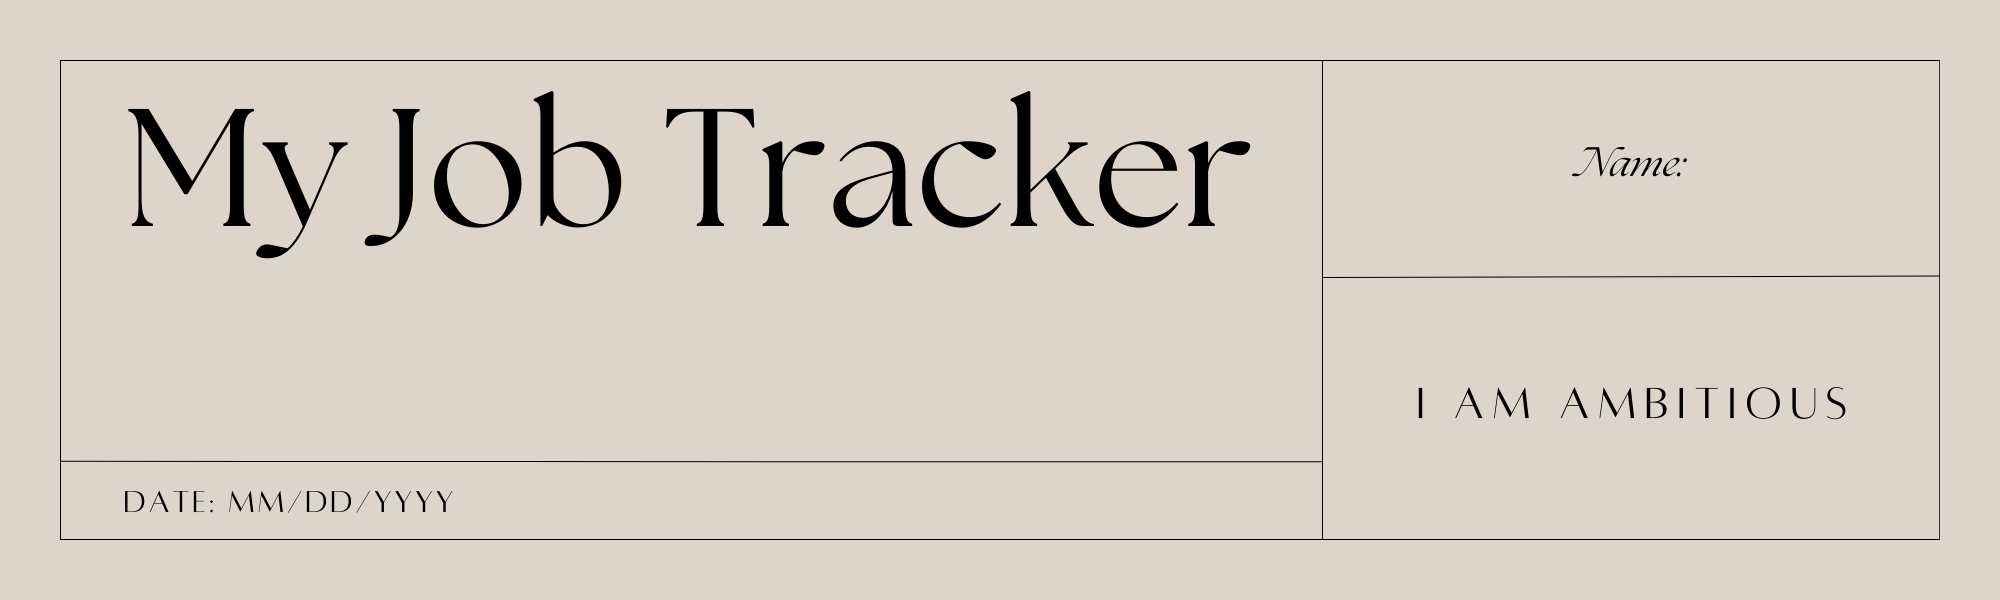 My Job Tracker
Name:
I AM AMBITIOUS
DATE: MM/DD/YYYY